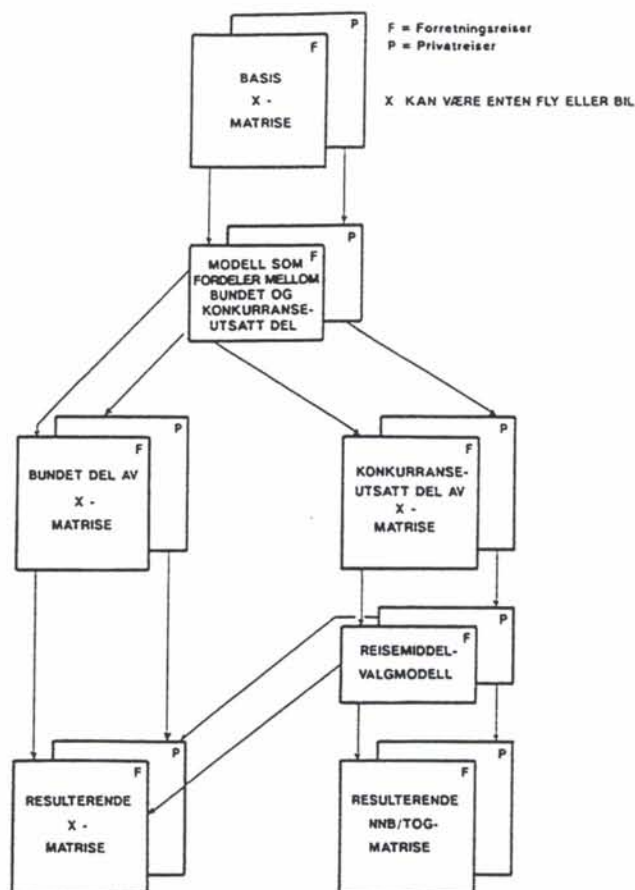 P
F = Forretningsreiser
P = Privatreiser
F
BASIS
X -
MATRISE
X KAN VÆRE ENTEN FLY ELLER BIL
P
F
MODELL SOM
FORDELER MELLOM
BUNDET OG
KONKURRANSE-
UTSATT DEL
P
F
BUNDET DEL AV
X -
MATRISE
P
F
KONKURRANSE-
UTSATT DEL AV
X -
MATRISE
P
F
REISEMIDDEL-
VALGMODELL
P
F
RESULTERENDE
X -
MATRISE
P
F
RESULTERENDE
NNB/TOG-
MATRISE